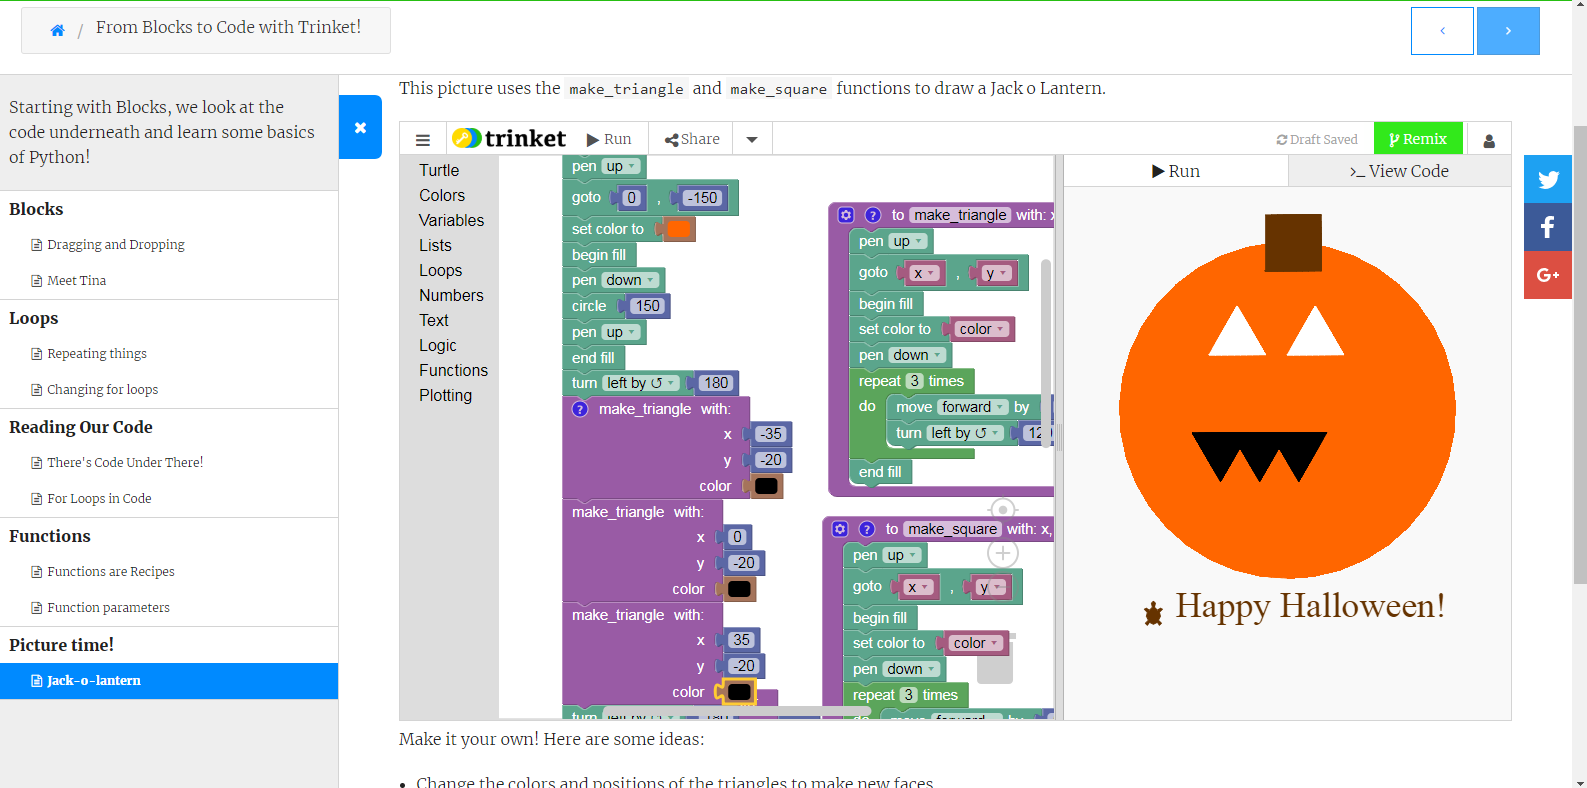 / From Blocks to Code with Trinket!
Starting with Blocks, we look at the
code underneath and learn some basics
of Python!
Blocks
Dragging and Dropping
Meet Tina
Loops
Repeating things
Changing for loops
Reading Our Code
There's Code Under There!
For Loops in Code
Functions
Functions are Recipes
Function parameters
Picture time!
Jack-o-lantern
This picture uses the make_triangle and make_square functions to draw a Jack o Lantern.
trinket Run Share Draft Saved Remix
Turtle
Colors
Variables
Lists
Loops
Numbers
Text
Logic
Functions
Plotting
pen up
goto 0 , -150
set color to
begin fill
pen down
circle 150
pen up
end fill
turn left by 180
? make_triangle with:
x -35
y -20
color
make_triangle with:
x 0
y -20
color
make_triangle with:
x 35
y -20
color
turn left by 180
? to make_triangle with: x
pen up
goto x , y
begin fill
set color to color
pen down
repeat 3 times
do move forward by
turn left by 120
end fill
? to make_square with: x,
pen up
goto x , y
begin fill
set color to color
pen down
repeat 3 times
do move forward by
Run >_ View Code
Happy Halloween!
G+
Make it your own! Here are some ideas:
• Change the colors and positions of the triangles to make new faces